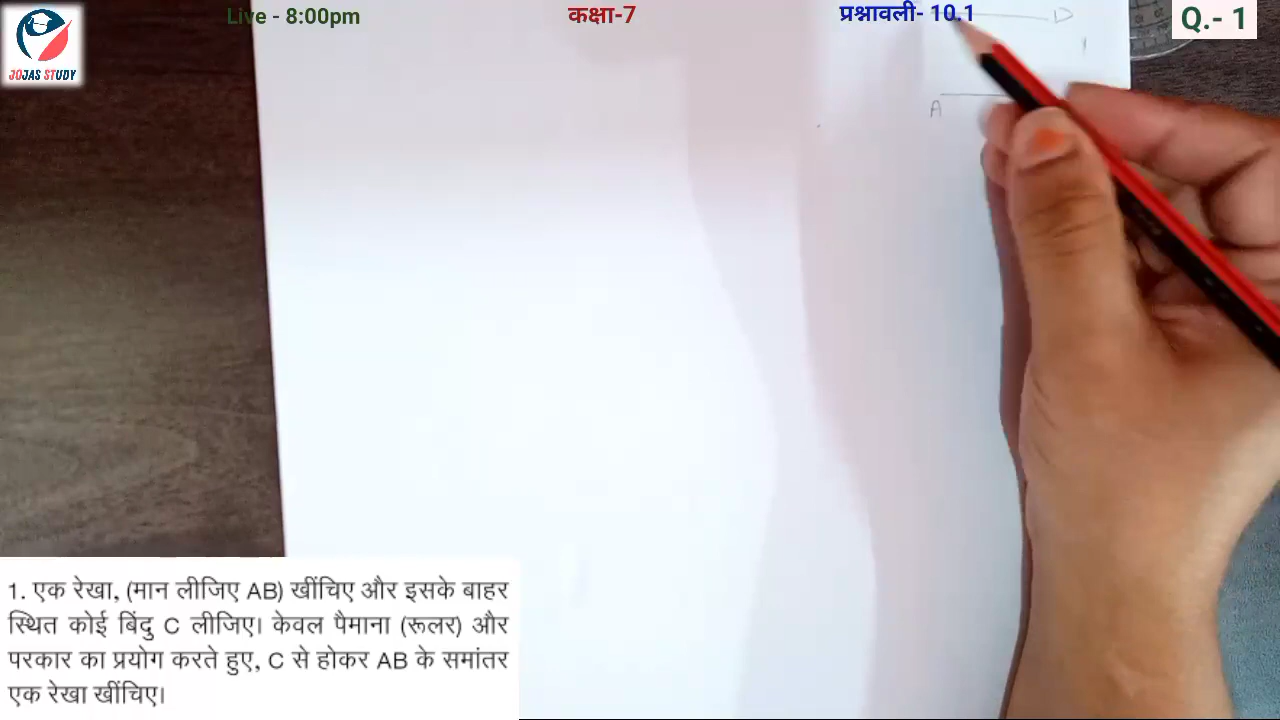 Live - 8:00pm
कक्षा-7
प्रश्नावली- 10.1
Q.- 1
JOJAS STUDY
D
A
1. एक रेखा, (मान लीजिए AB) खींचिए और इसके बाहर
स्थित कोई बिंदु C लीजिए। केवल पैमाना (रूलर) और
परकार का प्रयोग करते हुए, C से होकर AB के समांतर
एक रेखा खींचिए।